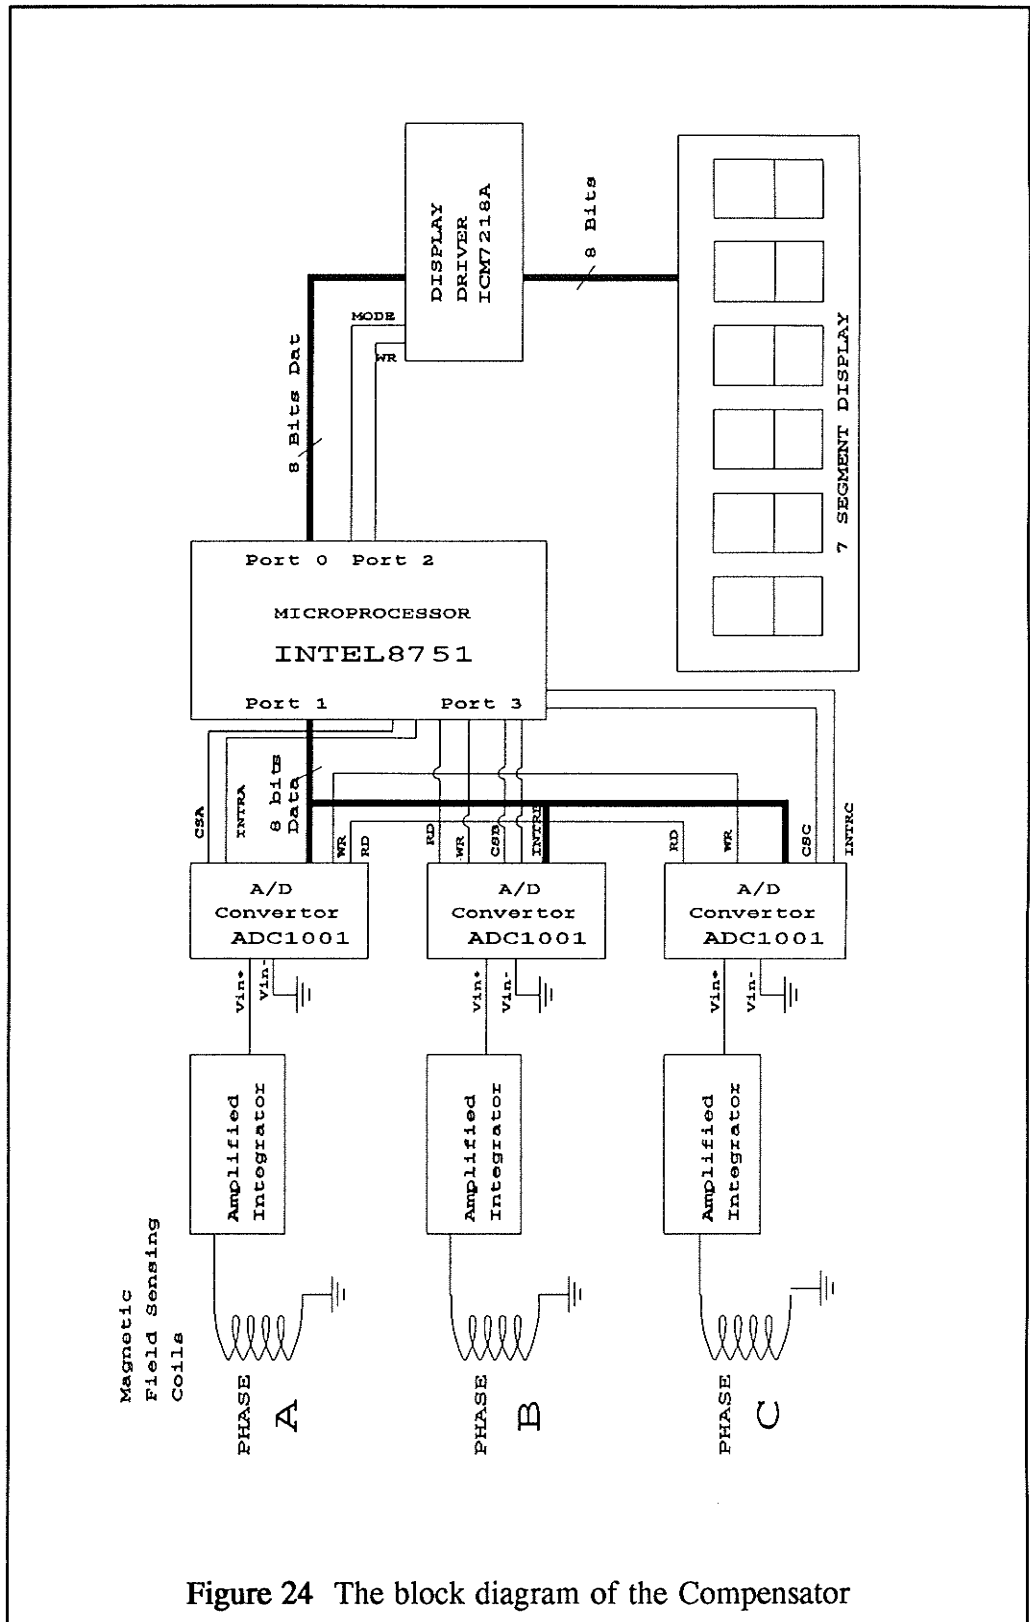 DISPLAY
DRIVER
ICM7218A
8 Bits
MODE
WR
8 Bits Dat
7 SEGMENT DISPLAY
Port 0
Port 2
MICROPROCESSOR
INTEL8751
Port 1
Port 3
CSA
INTRA
8 bits
Data
WR
RD
RD
WR
CSB
INTRB
RD
WR
CSC
INTRC
A/D
Convertor
ADC1001
A/D
Convertor
ADC1001
A/D
Convertor
ADC1001
Vin+
Vin-
Vin+
Vin-
Vin+
Vin-
Amplified
Integrator
Amplified
Integrator
Amplified
Integrator
Magnetic
Field Sensing
Coils
PHASE
A
PHASE
B
PHASE
C
Figure 24 The block diagram of the Compensator